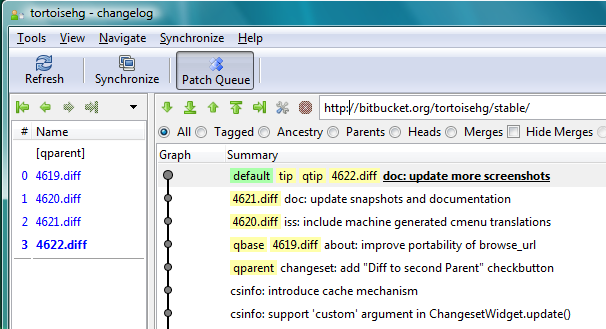 tortoisehg - changelog
Tools View Navigate Synchronize Help
Refresh Synchronize Patch Queue
http://bitbucket.org/tortoisehg/stable/
# Name
All Tagged Ancestry Parents Heads Merges Hide Merges
Graph Summary
[qparent]
0 4619.diff
1 4620.diff
2 4621.diff
3 4622.diff
default tip qtip 4622.diff doc: update more screenshots
4621.diff doc: update snapshots and documentation
4620.diff iss: include machine generated cmenu translations
qbase 4619.diff about: improve portability of browse_url
qparent changeset: add "Diff to second Parent" checkbutton
csinfo: introduce cache mechanism
csinfo: support 'custom' argument in ChangesetWidget.update()